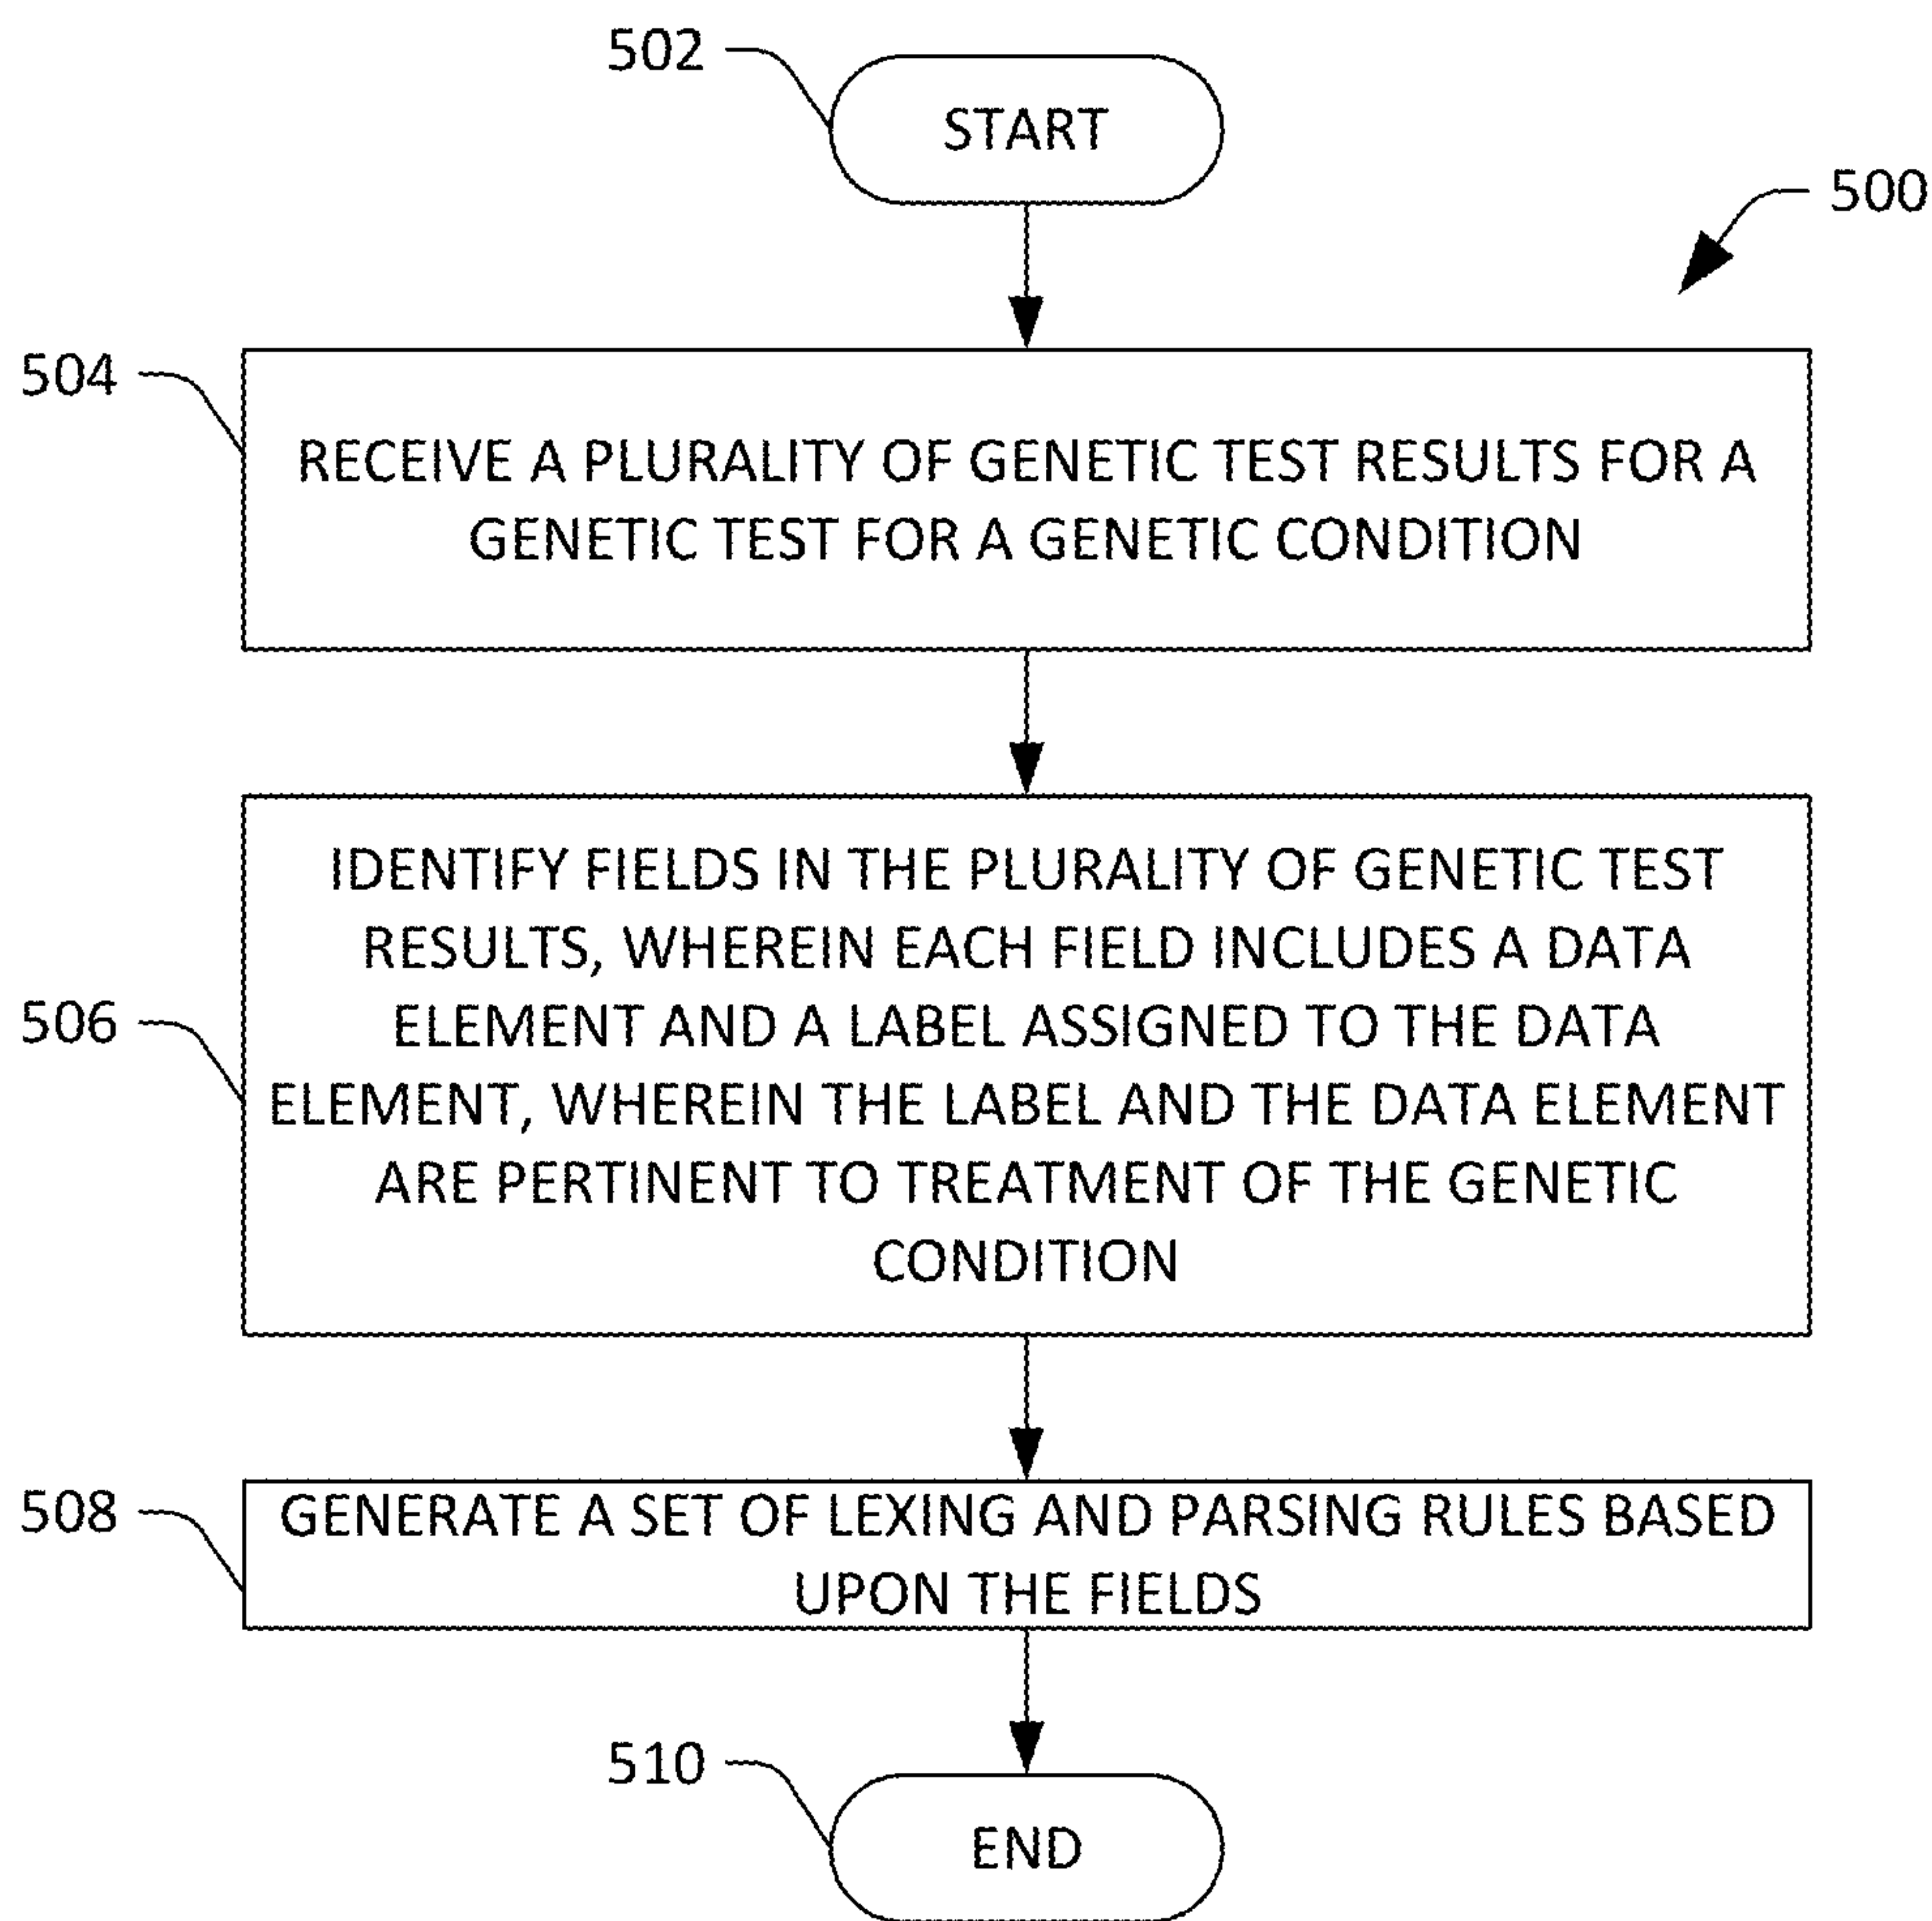 502
START
500
504
RECEIVE A PLURALITY OF GENETIC TEST RESULTS FOR A
GENETIC TEST FOR A GENETIC CONDITION
506
IDENTIFY FIELDS IN THE PLURALITY OF GENETIC TEST
RESULTS, WHEREIN EACH FIELD INCLUDES A DATA
ELEMENT AND A LABEL ASSIGNED TO THE DATA
ELEMENT, WHEREIN THE LABEL AND THE DATA ELEMENT
ARE PERTINENT TO TREATMENT OF THE GENETIC
CONDITION
508
GENERATE A SET OF LEXING AND PARSING RULES BASED
UPON THE FIELDS
510
END